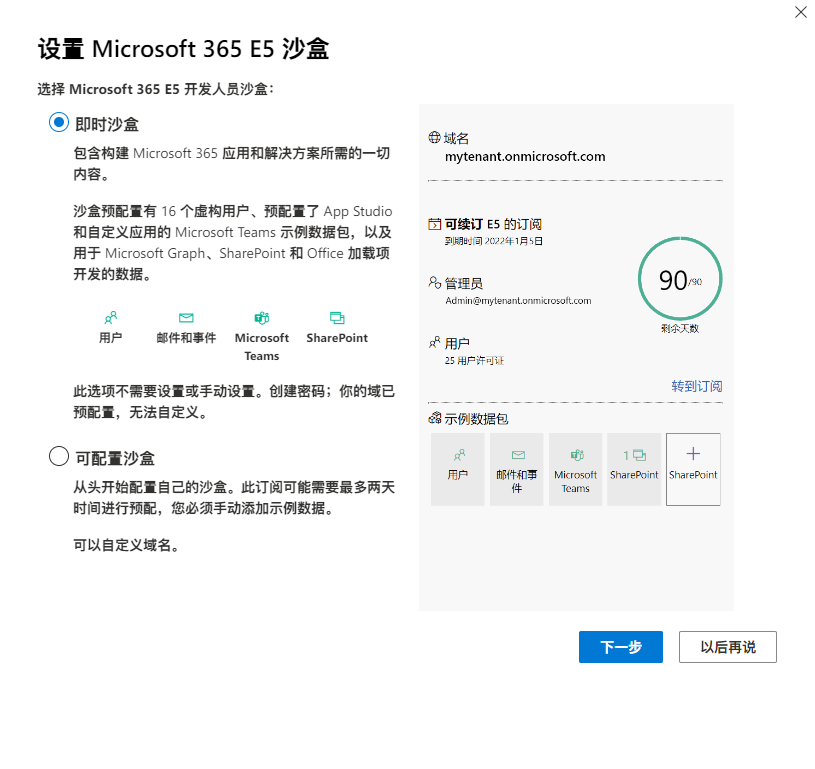 设置 Microsoft 365 E5 沙盒
选择 Microsoft 365 E5 开发人员沙盒：
即时沙盒
包含构建 Microsoft 365 应用和解决方案所需的一切
内容。
沙盒预配置有 16 个虚构用户、预配置了 App Studio
和自定义应用的 Microsoft Teams 示例数据包，以及
用于 Microsoft Graph、SharePoint 和 Office 加载项
开发的数据。
用户
邮件和事件
Microsoft
Teams
SharePoint
此选项不需要设置或手动设置。创建密码；你的域已
预配置，无法自定义。
可配置沙盒
从头开始配置自己的沙盒。此订阅可能需要最多两天
时间进行预配，您必须手动添加示例数据。
可以自定义域名。
域名
mytenant.onmicrosoft.com
可续订 E5 的订阅
到期时间 2022年1月5日
管理员
Admin@mytenant.onmicrosoft.com
90/90
剩余天数
用户
25 用户许可证
转到订阅
示例数据包
用户
邮件和事
件
Microsoft
Teams
1
SharePoint
SharePoint
下一步
以后再说